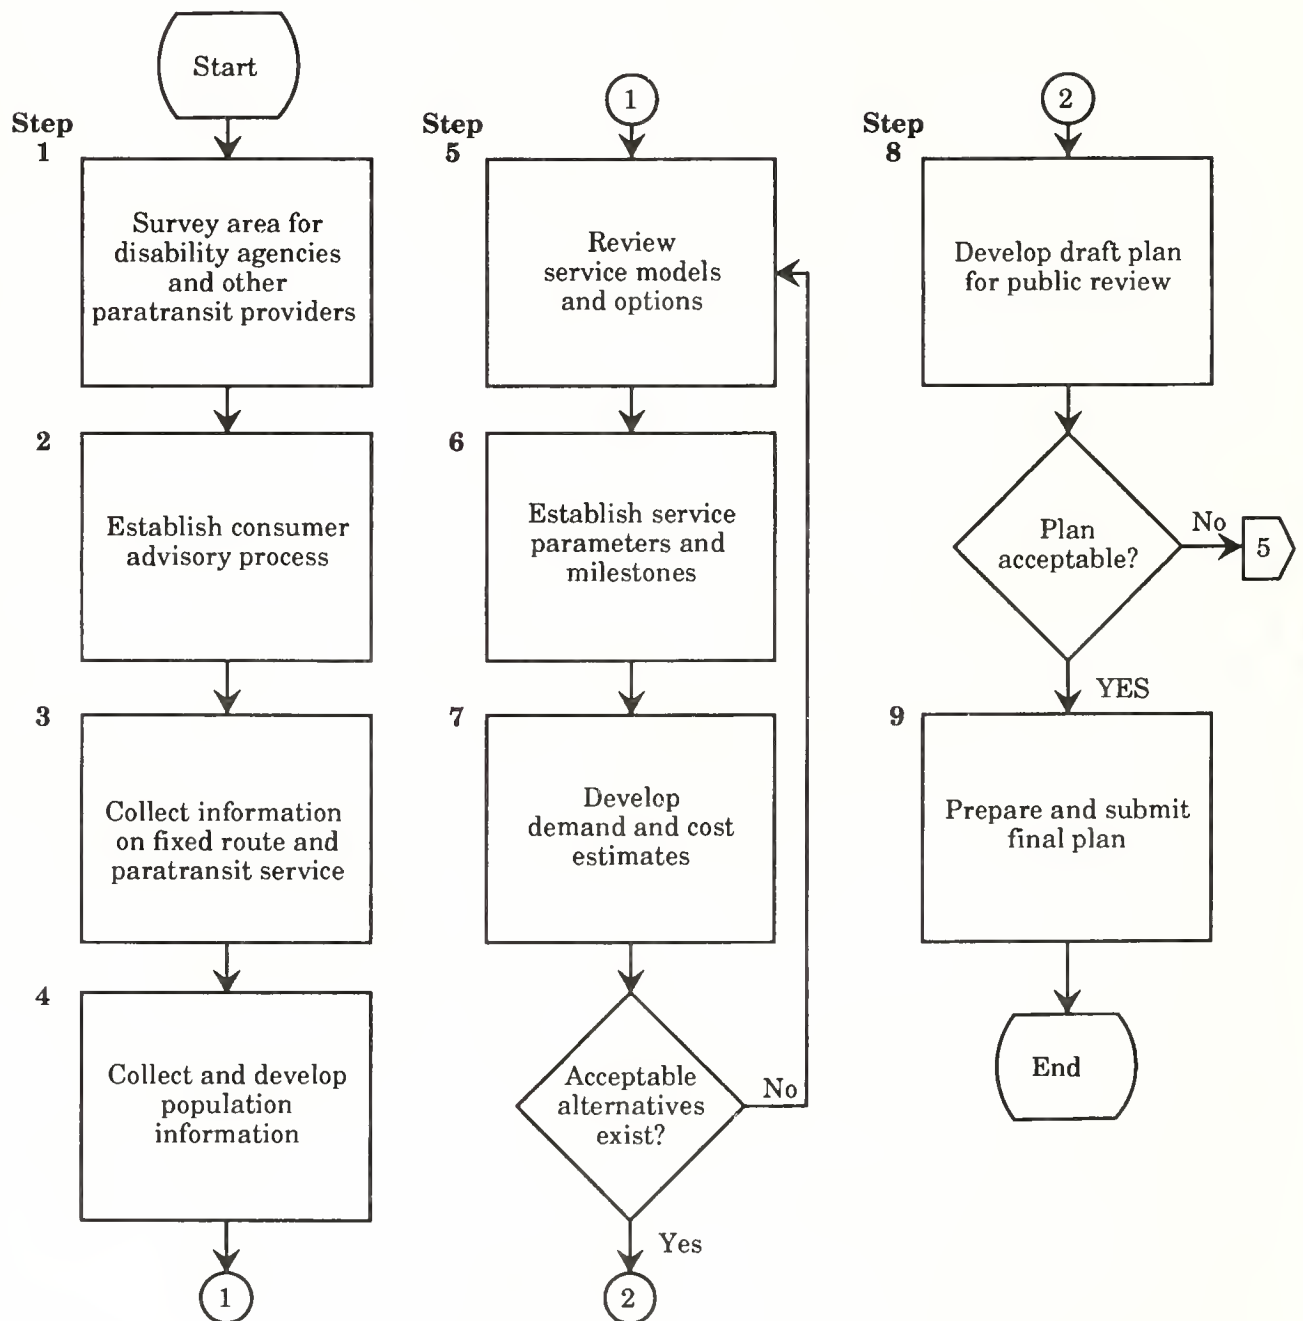 Start
Step
1
Survey area for
disability agencies
and other
paratransit providers
2
Establish consumer
advisory process
3
Collect information
on fixed route and
paratransit service
4
Collect and develop
population
information
1
1
Step
5
Review
service models
and options
6
Establish service
parameters and
milestones
7
Develop
demand and cost
estimates
Acceptable
alternatives
exist?
No
Yes
2
2
Step
8
Develop draft plan
for public review
Plan
acceptable?
No
5
YES
9
Prepare and submit
final plan
End